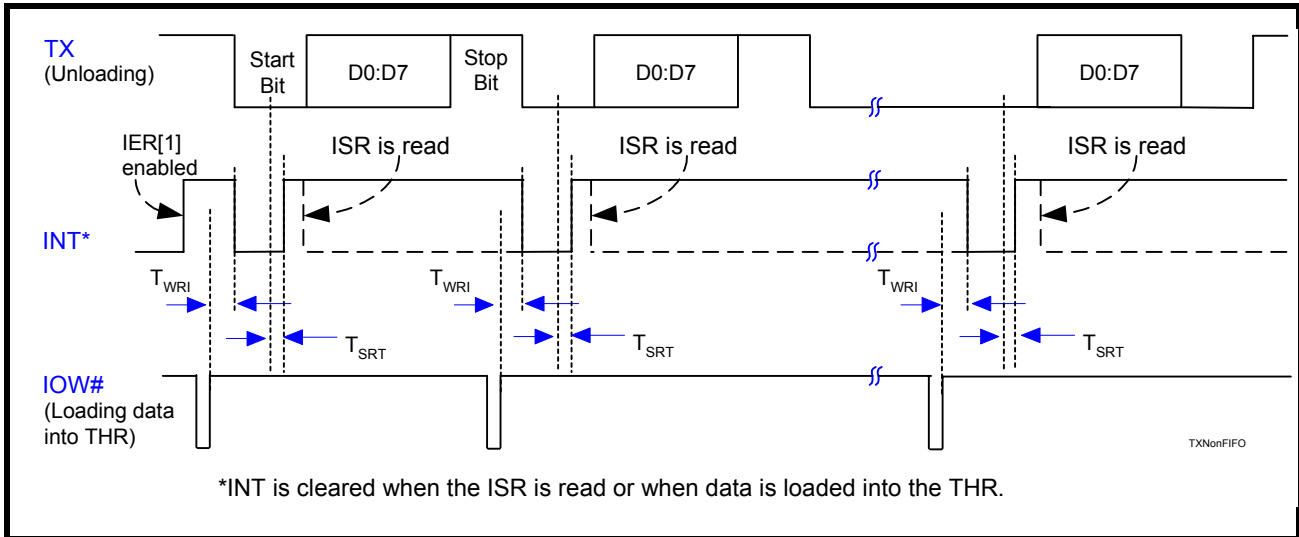 TX
(Unloading)
Start
Bit
D0:D7
Stop
Bit
D0:D7
D0:D7
IER[1]
enabled
ISR is read
ISR is read
ISR is read
INT*
TWRI
TWRI
TWRI
TSRT
TSRT
TSRT
IOW#
(Loading data
into THR)
TXNonFIFO
*INT is cleared when the ISR is read or when data is loaded into the THR.